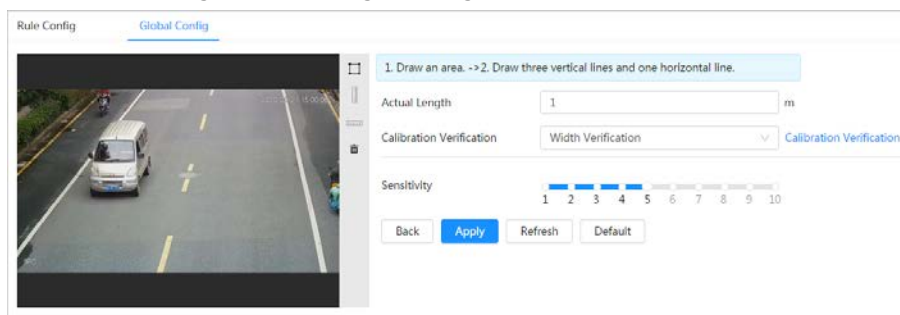 Rule Config Global Config
1. Draw an area. ->2. Draw three vertical lines and one horizontal line.
Actual Length 1 m
Calibration Verification Width Verification Calibration Verification
Sensitivity
1 2 3 4 5 6 7 8 9 10
Back Apply Refresh Default